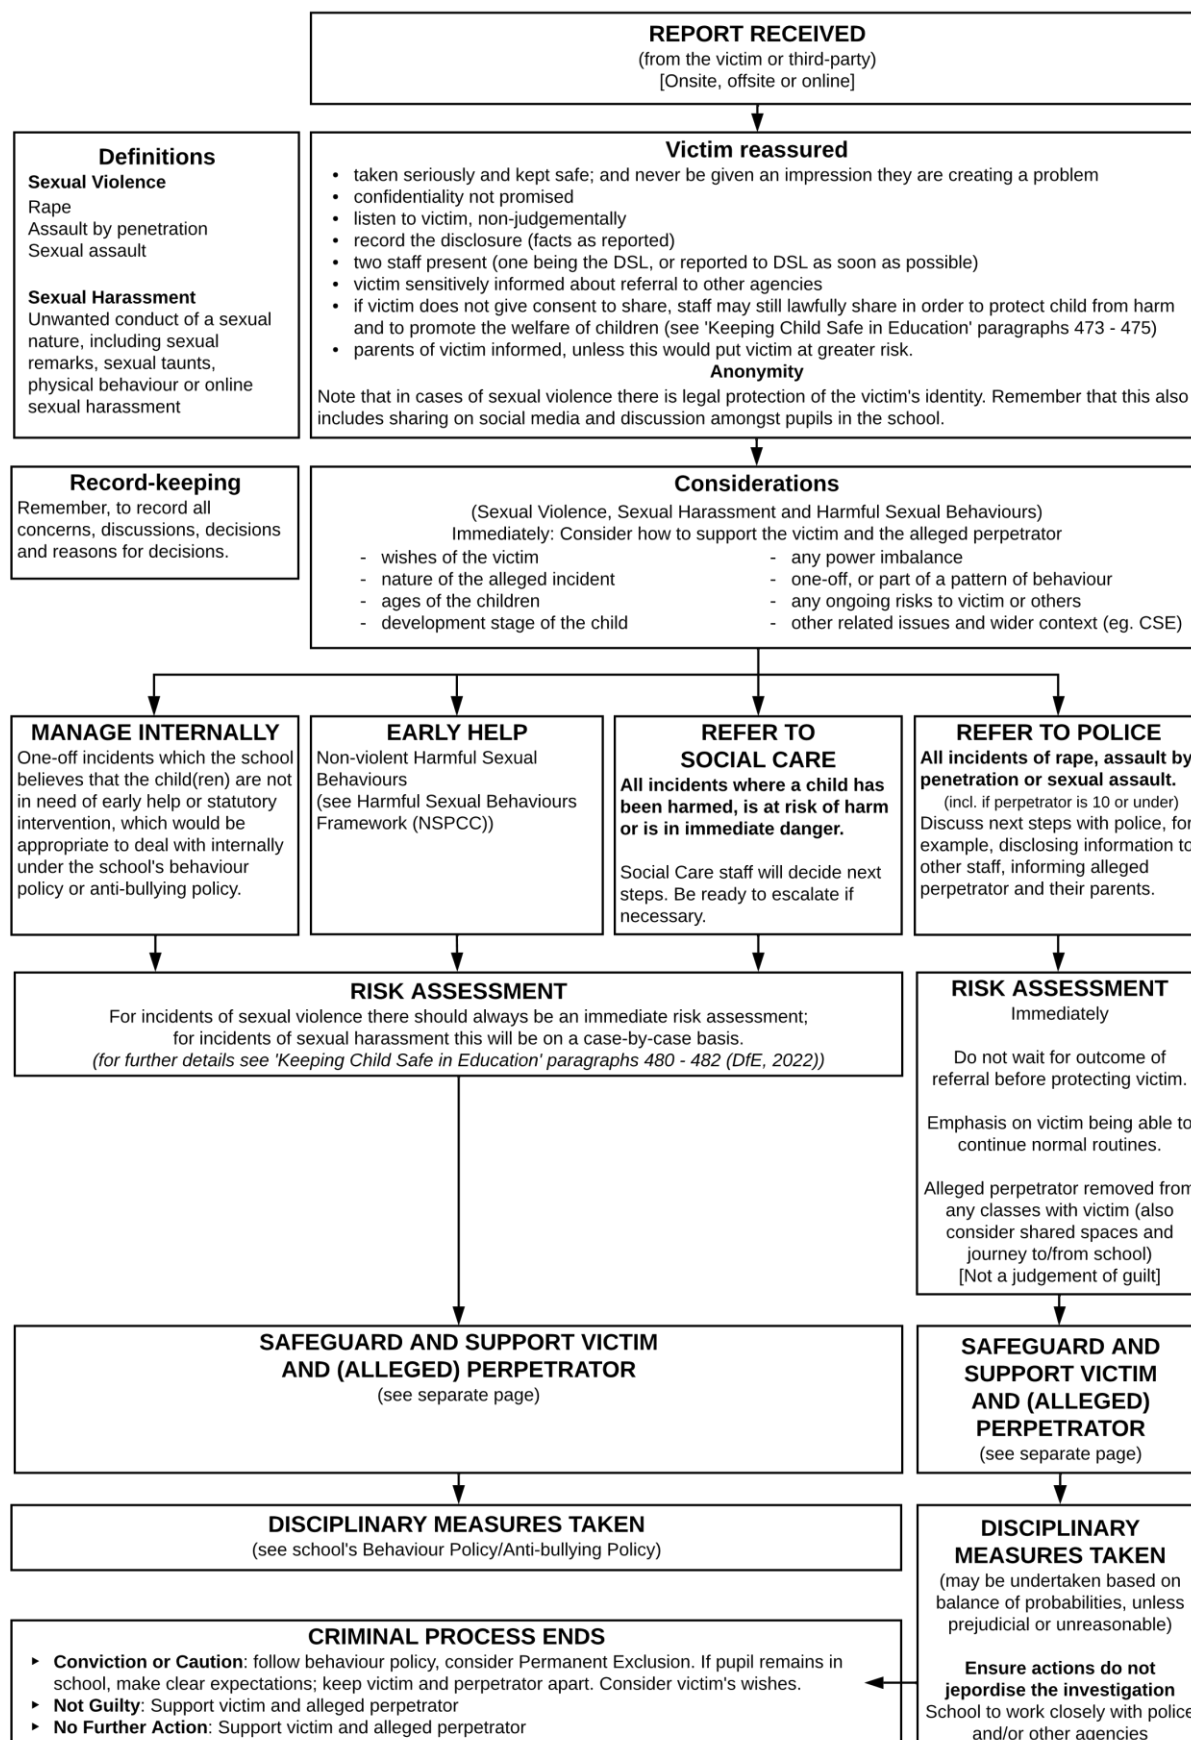 REPORT RECEIVED
(from the victim or third-party)
[Onsite, offsite or online]
Definitions
Sexual Violence
Rape
Assault by penetration
Sexual assault
Sexual Harassment
Unwanted conduct of a sexual
nature, including sexual
remarks, sexual taunts,
physical behaviour or online
sexual harassment
Victim reassured
• taken seriously and kept safe; and never be given an impression they are creating a problem
• confidentiality not promised
• listen to victim, non-judgementally
• record the disclosure (facts as reported)
• two staff present (one being the DSL, or reported to DSL as soon as possible)
• victim sensitively informed about referral to other agencies
• if victim does not give consent to share, staff may still lawfully share in order to protect child from harm
and to promote the welfare of children (see 'Keeping Child Safe in Education' paragraphs 473 - 475)
• parents of victim informed, unless this would put victim at greater risk.
Anonymity
Note that in cases of sexual violence there is legal protection of the victim's identity. Remember that this also
includes sharing on social media and discussion amongst pupils in the school.
Record-keeping
Remember, to record all
concerns, discussions, decisions
and reasons for decisions.
Considerations
(Sexual Violence, Sexual Harassment and Harmful Sexual Behaviours)
Immediately: Consider how to support the victim and the alleged perpetrator
- wishes of the victim
- nature of the alleged incident
- ages of the children
- development stage of the child
- any power imbalance
- one-off, or part of a pattern of behaviour
- any ongoing risks to victim or others
- other related issues and wider context (eg. CSE)
MANAGE INTERNALLY
One-off incidents which the school
believes that the child(ren) are not
in need of early help or statutory
intervention, which would be
appropriate to deal with internally
under the school's behaviour
policy or anti-bullying policy.
EARLY HELP
Non-violent Harmful Sexual
Behaviours
(see Harmful Sexual Behaviours
Framework (NSPCC))
REFER TO
SOCIAL CARE
All incidents where a child has
been harmed, is at risk of harm
or is in immediate danger.
Social Care staff will decide next
steps. Be ready to escalate if
necessary.
REFER TO POLICE
All incidents of rape, assault by
penetration or sexual assault.
(incl. if perpetrator is 10 or under)
Discuss next steps with police, for
example, disclosing information to
other staff, informing alleged
perpetrator and their parents.
RISK ASSESSMENT
For incidents of sexual violence there should always be an immediate risk assessment;
for incidents of sexual harassment this will be on a case-by-case basis.
(for further details see 'Keeping Child Safe in Education' paragraphs 480 - 482 (DfE, 2022))
RISK ASSESSMENT
Immediately
Do not wait for outcome of
referral before protecting victim.
Emphasis on victim being able to
continue normal routines.
Alleged perpetrator removed from
any classes with victim (also
consider shared spaces and
journey to/from school)
[Not a judgement of guilt]
SAFEGUARD AND SUPPORT VICTIM
AND (ALLEGED) PERPETRATOR
(see separate page)
SAFEGUARD AND
SUPPORT VICTIM
AND (ALLEGED)
PERPETRATOR
(see separate page)
DISCIPLINARY MEASURES TAKEN
(see school's Behaviour Policy/Anti-bullying Policy)
DISCIPLINARY
MEASURES TAKEN
(may be undertaken based on
balance of probabilities, unless
prejudicial or unreasonable)
Ensure actions do not
jepordise the investigation
School to work closely with police
and/or other agencies
CRIMINAL PROCESS ENDS
▸ Conviction or Caution: follow behaviour policy, consider Permanent Exclusion. If pupil remains in
school, make clear expectations; keep victim and perpetrator apart. Consider victim's wishes.
▸ Not Guilty: Support victim and alleged perpetrator
▸ No Further Action: Support victim and alleged perpetrator